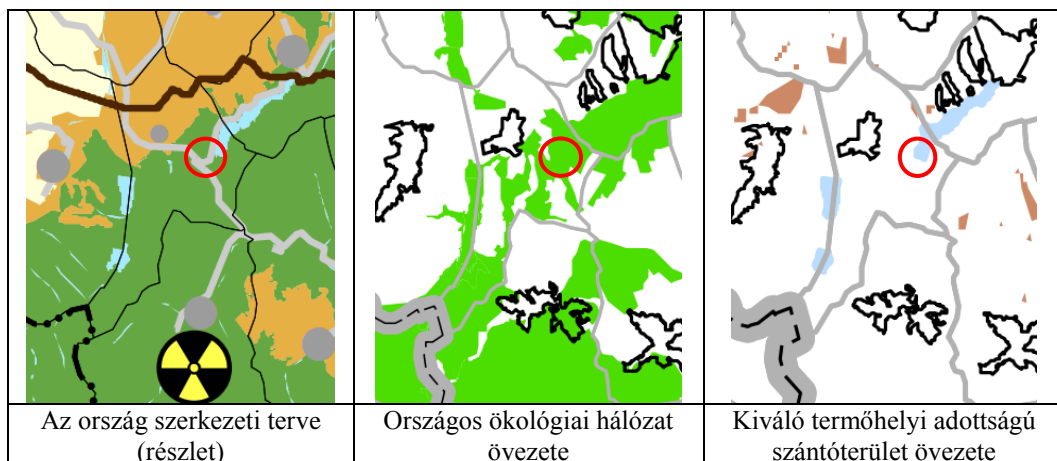 Az ország szerkezeti terve
(részlet)
Országos ökológiai hálózat
övezete
Kiváló termőhelyi adottságú
szántóterület övezete